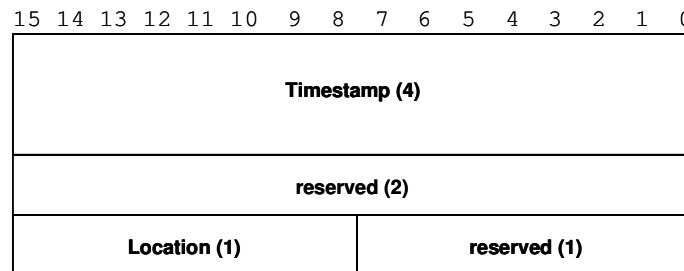 15 14 13 12 11 10 9 8 7 6 5 4 3 2 1 0
Timestamp (4)
reserved (2)
Location (1) reserved (1)